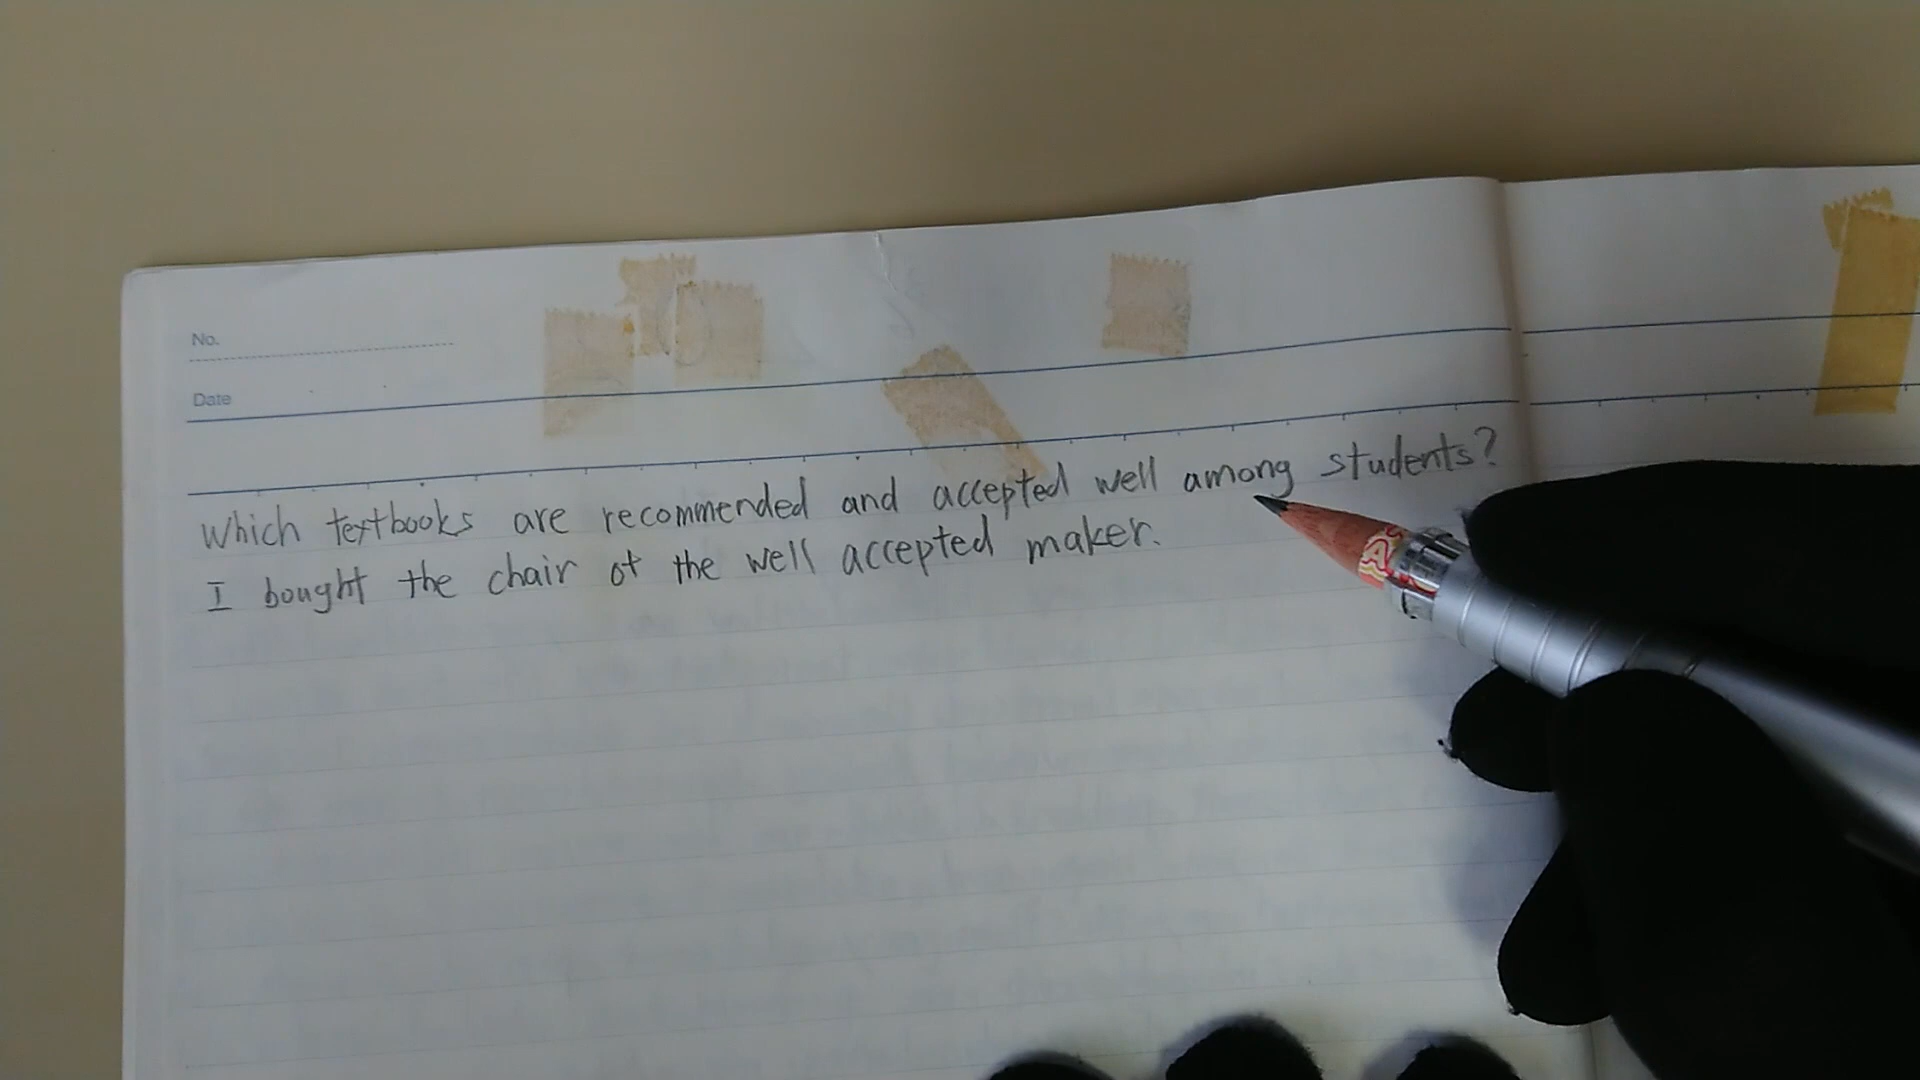 No.
Date
Which textbooks are recommended and accepted well among students?
I bought the chair of the well accepted maker.